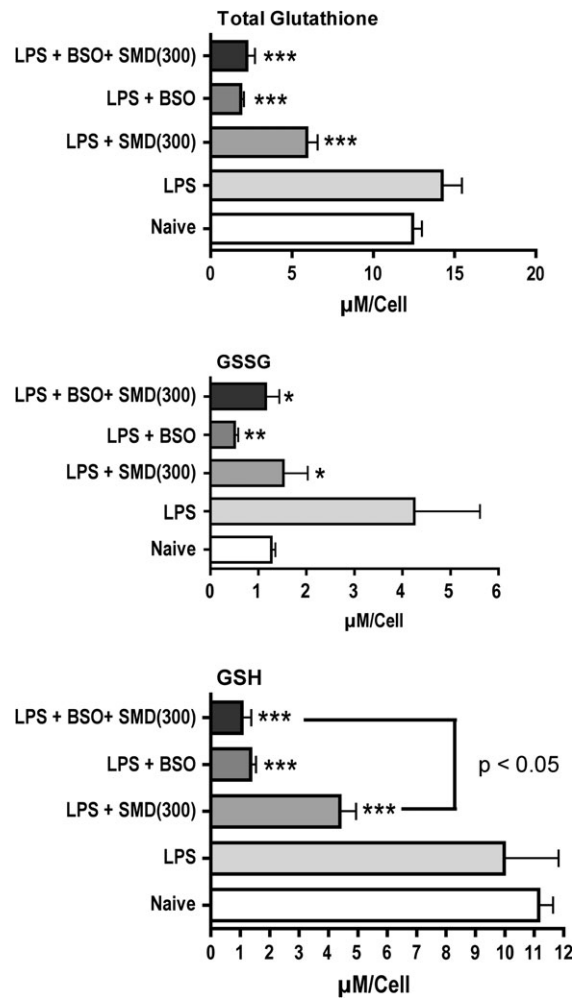 Total Glutathione
LPS + BSO+ SMD(300) ***
LPS + BSO ***
LPS + SMD(300) ***
LPS
Naive
0 5 10 15 20
µM/Cell
GSSG
LPS + BSO+ SMD(300) *
LPS + BSO **
LPS + SMD(300) *
LPS
Naive
0 1 2 3 4 5 6
µM/Cell
GSH
LPS + BSO+ SMD(300) ***
LPS + BSO *** p < 0.05
LPS + SMD(300) ***
LPS
Naive
0 1 2 3 4 5 6 7 8 9 10 11 12
µM/Cell